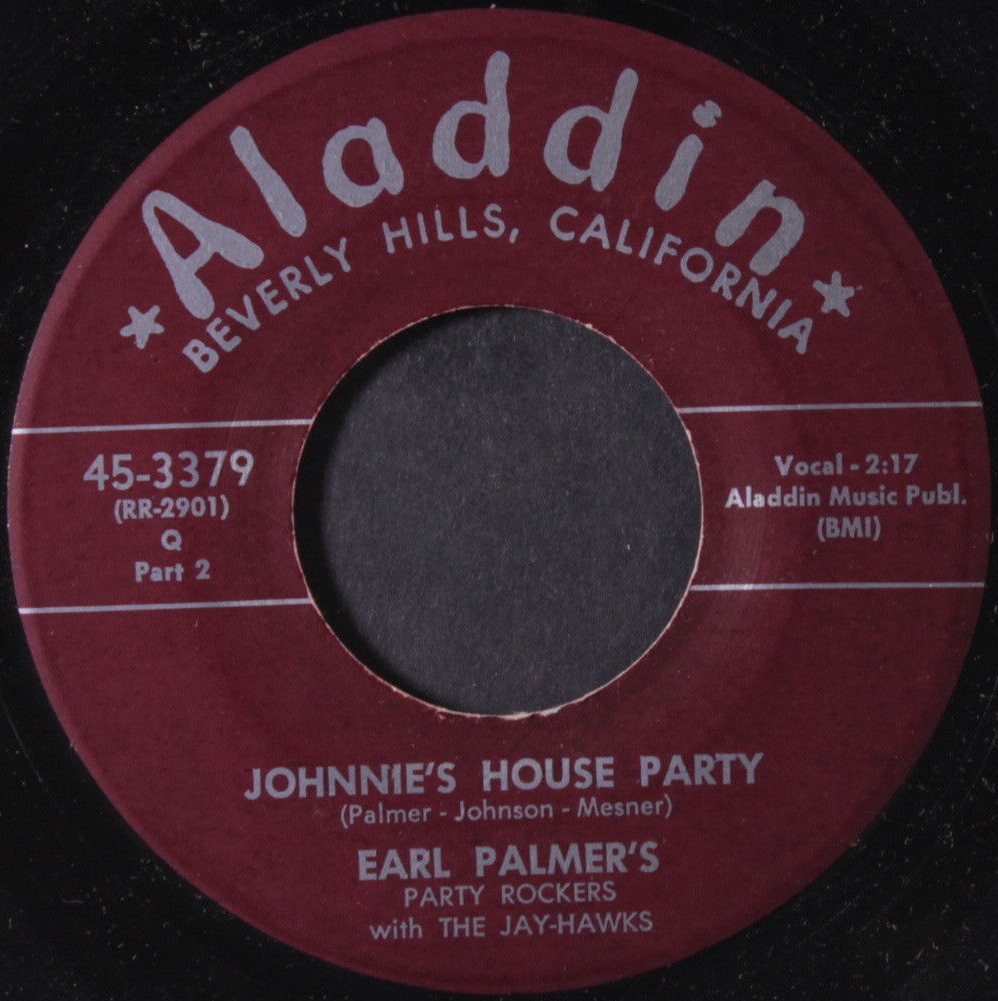 Aladdin
BEVERLY HILLS, CALIFORNIA
45-3379
(RR-2901)
Q
Part 2
Vocal - 2:17
Aladdin Music Publ.
(BMI)
JOHNNIE'S HOUSE PARTY
(Palmer - Johnson - Mesner)
EARL PALMER'S
PARTY ROCKERS
with THE JAY-HAWKS